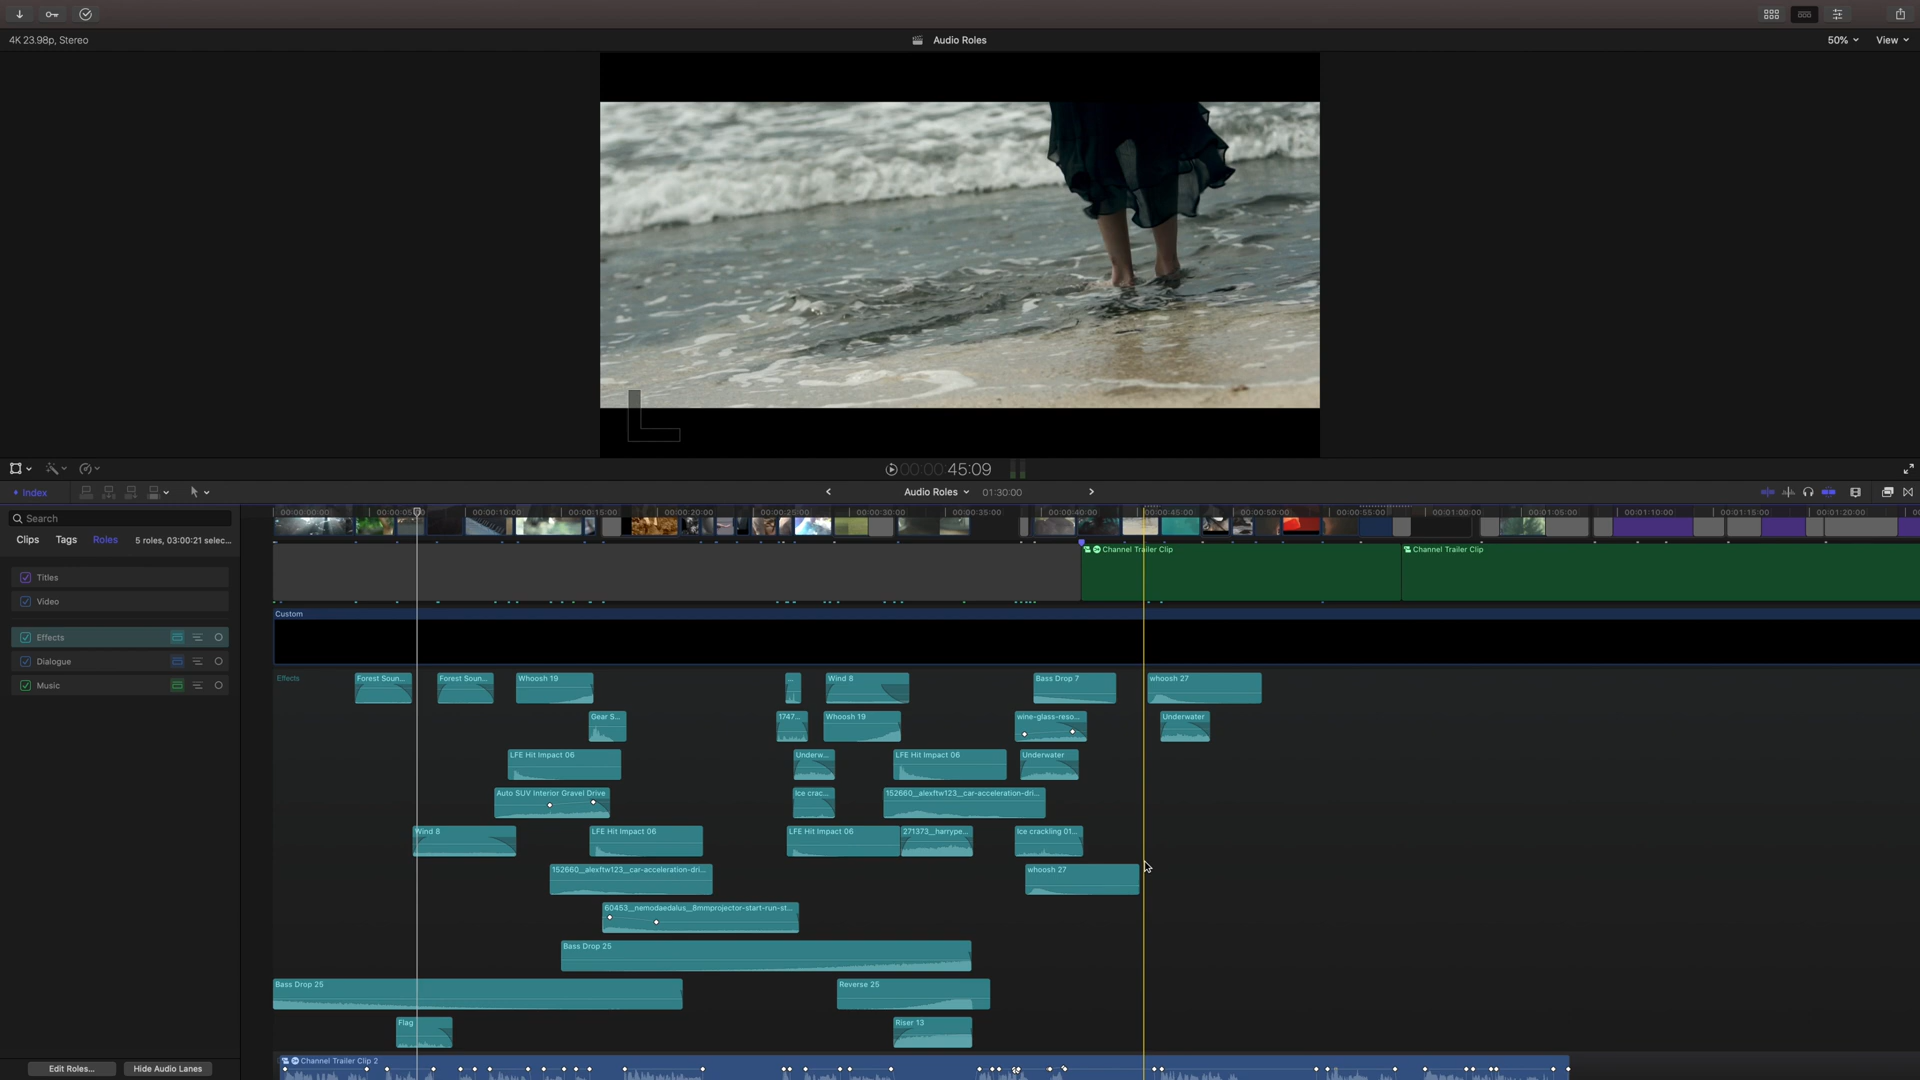 4K 23.98p, Stereo
Audio Roles
50%
View
00:00:45:09
Index
Audio Roles
01:30:00
Search
Clips
Tags
Roles
5 roles, 03:00:21 selec...
Titles
Video
Effects
Dialogue
Music
Edit Roles...
Hide Audio Lanes
00:00:00:00
00:00:05
00:00:10:00
00:00:15:00
00:00:20:00
00:00:25:00
00:00:30:00
00:00:35:00
00:00:40:00
00:00:45:00
00:00:50:00
00:00:55:00
00:01:00:00
00:01:05:00
00:01:10:00
00:01:15:00
00:01:20:00
Channel Trailer Clip
Channel Trailer Clip
Custom
Effects
Forest Soun...
Forest Soun...
Whoosh 19
...
Wind 8
Bass Drop 7
whoosh 27
Gear S...
1747...
Whoosh 19
wine-glass-reso...
Underwater
LFE Hit Impact 06
Underw...
LFE Hit Impact 06
Underwater
Auto SUV Interior Gravel Drive
Ice crac...
152660__alexftw123__car-acceleration-dri...
Wind 8
LFE Hit Impact 06
LFE Hit Impact 06
271373__harrype...
Ice crackling 01...
152660__alexftw123__car-acceleration-dri...
whoosh 27
60453__nemodaedalus__8mmprojector-start-run-st...
Bass Drop 25
Bass Drop 25
Reverse 25
Flag
Riser 13
Channel Trailer Clip 2